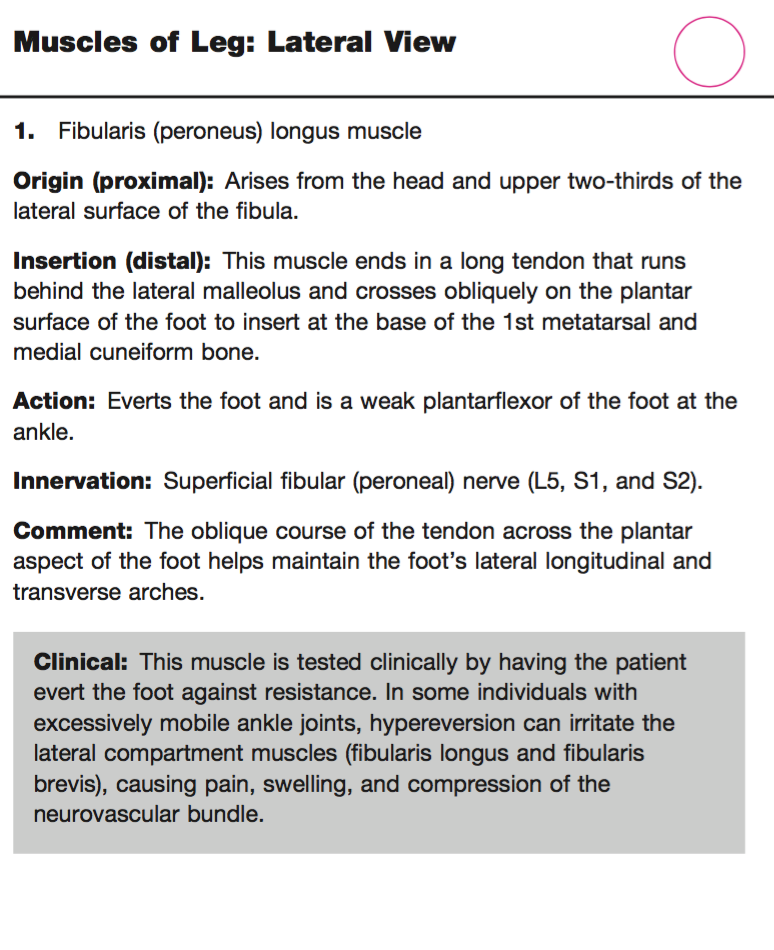 Muscles of Leg: Lateral View
1. Fibularis (peroneus) longus muscle
Origin (proximal): Arises from the head and upper two-thirds of the
lateral surface of the fibula.
Insertion (distal): This muscle ends in a long tendon that runs
behind the lateral malleolus and crosses obliquely on the plantar
surface of the foot to insert at the base of the 1st metatarsal and
medial cuneiform bone.
Action: Everts the foot and is a weak plantarflexor of the foot at the
ankle.
Innervation: Superficial fibular (peroneal) nerve (L5, S1, and S2).
Comment: The oblique course of the tendon across the plantar
aspect of the foot helps maintain the foot’s lateral longitudinal and
transverse arches.
Clinical: This muscle is tested clinically by having the patient
evert the foot against resistance. In some individuals with
excessively mobile ankle joints, hypereversion can irritate the
lateral compartment muscles (fibularis longus and fibularis
brevis), causing pain, swelling, and compression of the
neurovascular bundle.